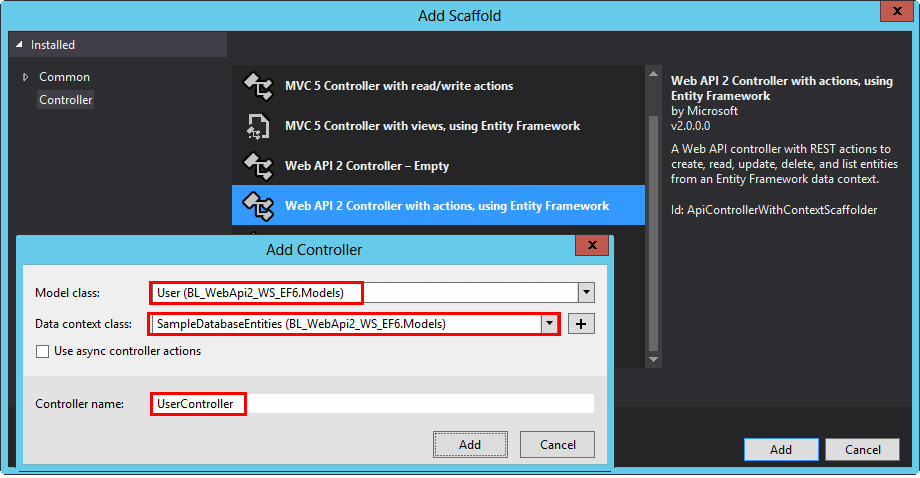 Add Scaffold
x
Installed
Common
Controller
MVC 5 Controller with read/write actions
MVC 5 Controller with views, using Entity Framework
Web API 2 Controller – Empty
Web API 2 Controller with actions, using Entity Framework
Web API 2 Controller with actions, using
Entity Framework
by Microsoft
v2.0.0.0
A Web API controller with REST actions to
create, read, update, delete, and list entities
from an Entity Framework data context.
Id: ApiControllerWithContextScaffolder
Add Controller
x
Model class:
User (BL_WebApi2_WS_EF6.Models)
Data context class:
SampleDatabaseEntities (BL_WebApi2_WS_EF6.Models)
+
Use async controller actions
Controller name:
UserController
Add
Cancel
Add
Cancel